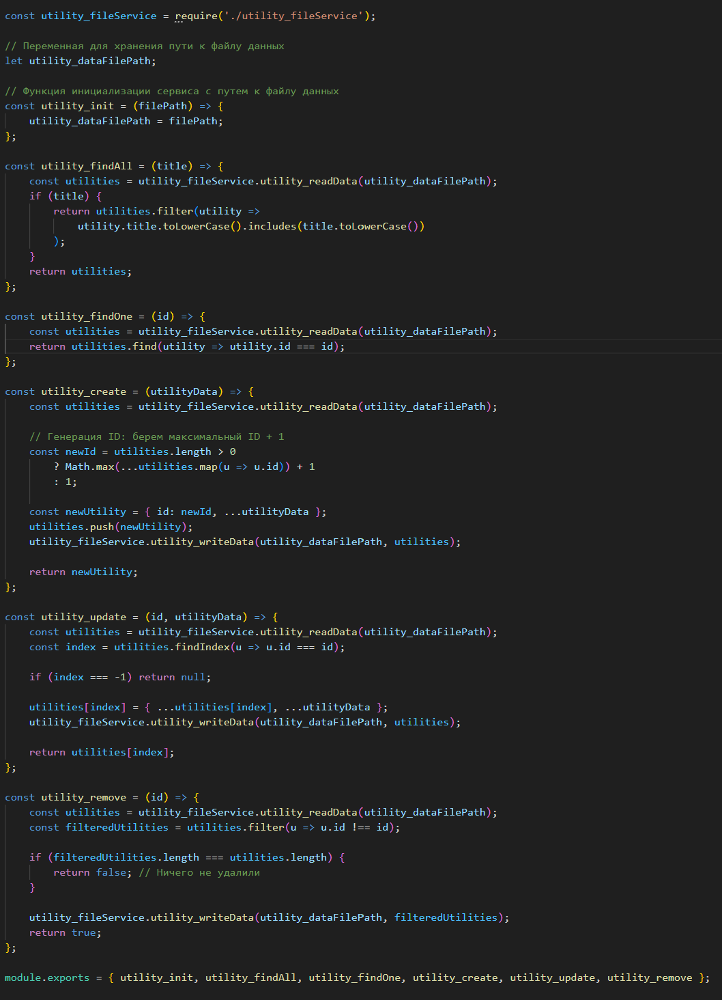 const utility_fileService = require('./utility_fileService');
// Переменная для хранения пути к файлу данных
let utility_dataFilePath;
// Функция инициализации сервиса с путем к файлу данных
const utility_init = (filePath) => {
    utility_dataFilePath = filePath;
};
const utility_findAll = (title) => {
    const utilities = utility_fileService.utility_readData(utility_dataFilePath);
    if (title) {
        return utilities.filter(utility =>
            utility.title.toLowerCase().includes(title.toLowerCase())
        );
    }
    return utilities;
};
const utility_findOne = (id) => {
    const utilities = utility_fileService.utility_readData(utility_dataFilePath);
    return utilities.find(utility => utility.id === id);
};
const utility_create = (utilityData) => {
    const utilities = utility_fileService.utility_readData(utility_dataFilePath);
    // Генерация ID: берем максимальный ID + 1
    const newId = utilities.length > 0
        ? Math.max(...utilities.map(u => u.id)) + 1
        : 1;
    const newUtility = { id: newId, ...utilityData };
    utilities.push(newUtility);
    utility_fileService.utility_writeData(utility_dataFilePath, utilities);
    return newUtility;
};
const utility_update = (id, utilityData) => {
    const utilities = utility_fileService.utility_readData(utility_dataFilePath);
    const index = utilities.findIndex(u => u.id === id);
    if (index === -1) return null;
    utilities[index] = { ...utilities[index], ...utilityData };
    utility_fileService.utility_writeData(utility_dataFilePath, utilities);
    return utilities[index];
};
const utility_remove = (id) => {
    const utilities = utility_fileService.utility_readData(utility_dataFilePath);
    const filteredUtilities = utilities.filter(u => u.id !== id);
    if (filteredUtilities.length === utilities.length) {
        return false; // Ничего не удалили
    }
    utility_fileService.utility_writeData(utility_dataFilePath, filteredUtilities);
    return true;
};
module.exports = { utility_init, utility_findAll, utility_findOne, utility_create, utility_update, utility_remove };